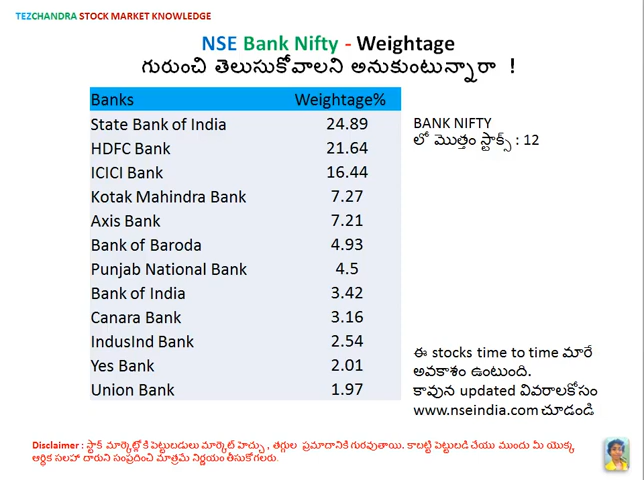 TEZCHANDRA STOCK MARKET KNOWLEDGE
NSE Bank Nifty - Weightage
గురుంచి తెలుసుకోవాలని అనుకుంటున్నారా !
Banks Weightage%
State Bank of India 24.89
HDFC Bank 21.64
ICICI Bank 16.44
Kotak Mahindra Bank 7.27
Axis Bank 7.21
Bank of Baroda 4.93
Punjab National Bank 4.5
Bank of India 3.42
Canara Bank 3.16
IndusInd Bank 2.54
Yes Bank 2.01
Union Bank 1.97
BANK NIFTY
లో మొత్తం స్టాక్స్ : 12
ఈ stocks time to time మారే
అవకాశం ఉంటుంది.
కావున updated వివరాలకోసం
www.nseindia.com చూడండి
Disclaimer : స్టాక్ మార్కెట్లో కి పెట్టుబడులు మార్కెట్ హెచ్చు , తగ్గుల ప్రమాదానికి గురవుతాయి. కాబట్టి పెట్టుబడి చేయు ముందు మీ యొక్క
ఆర్థిక సలహా దారుని సంప్రదించి మాత్రమే నిర్ణయం తీసుకోగలరు.